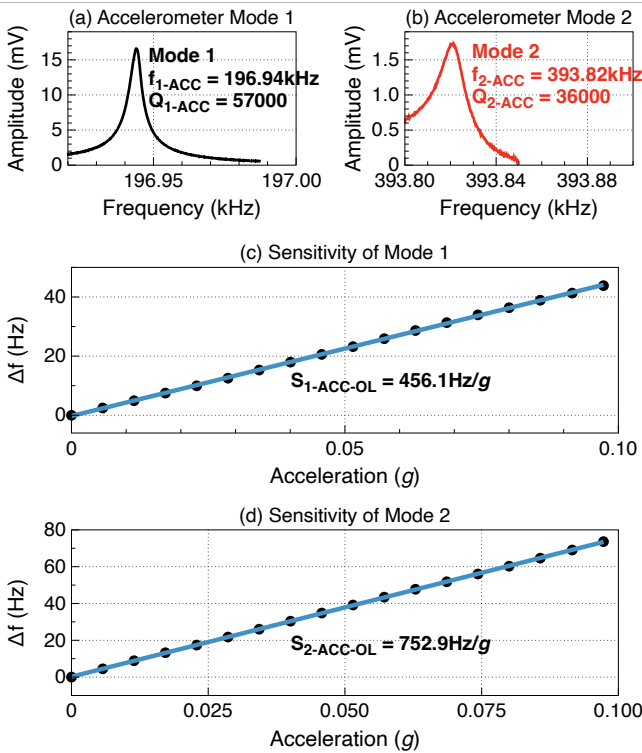 (a) Accelerometer Mode 1
Amplitude (mV)
15
10
5
0
Mode 1
f1-ACC = 196.94kHz
Q1-ACC = 57000
196.95
197.00
Frequency (kHz)
(b) Accelerometer Mode 2
Amplitude (mV)
1.5
1.0
0.5
0
Mode 2
f2-ACC = 393.82kHz
Q2-ACC = 36000
393.80
393.84
393.88
Frequency (kHz)
(c) Sensitivity of Mode 1
Δf (Hz)
40
20
0
S1-ACC-OL = 456.1Hz/g
0
0.05
0.10
Acceleration (g)
(d) Sensitivity of Mode 2
Δf (Hz)
80
60
40
20
0
S2-ACC-OL = 752.9Hz/g
0
0.025
0.050
0.075
0.100
Acceleration (g)